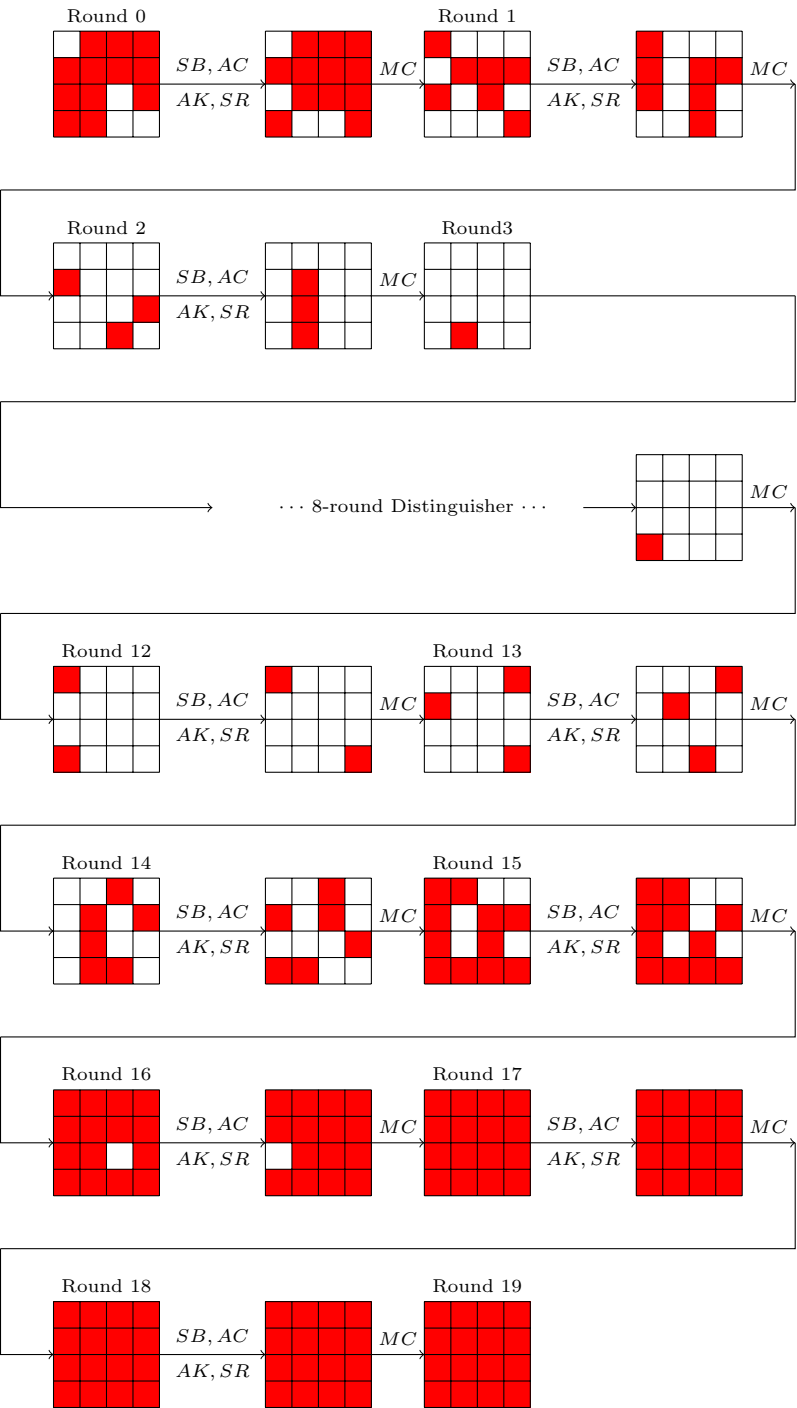 Round 0 Round 1
SB, AC MC SB, AC MC
AK, SR AK, SR
Round 2 Round3
SB, AC MC
AK, SR
··· 8-round Distinguisher ··· MC
Round 12 Round 13
SB, AC MC SB, AC MC
AK, SR AK, SR
Round 14 Round 15
SB, AC MC SB, AC MC
AK, SR AK, SR
Round 16 Round 17
SB, AC MC SB, AC MC
AK, SR AK, SR
Round 18 Round 19
SB, AC MC
AK, SR